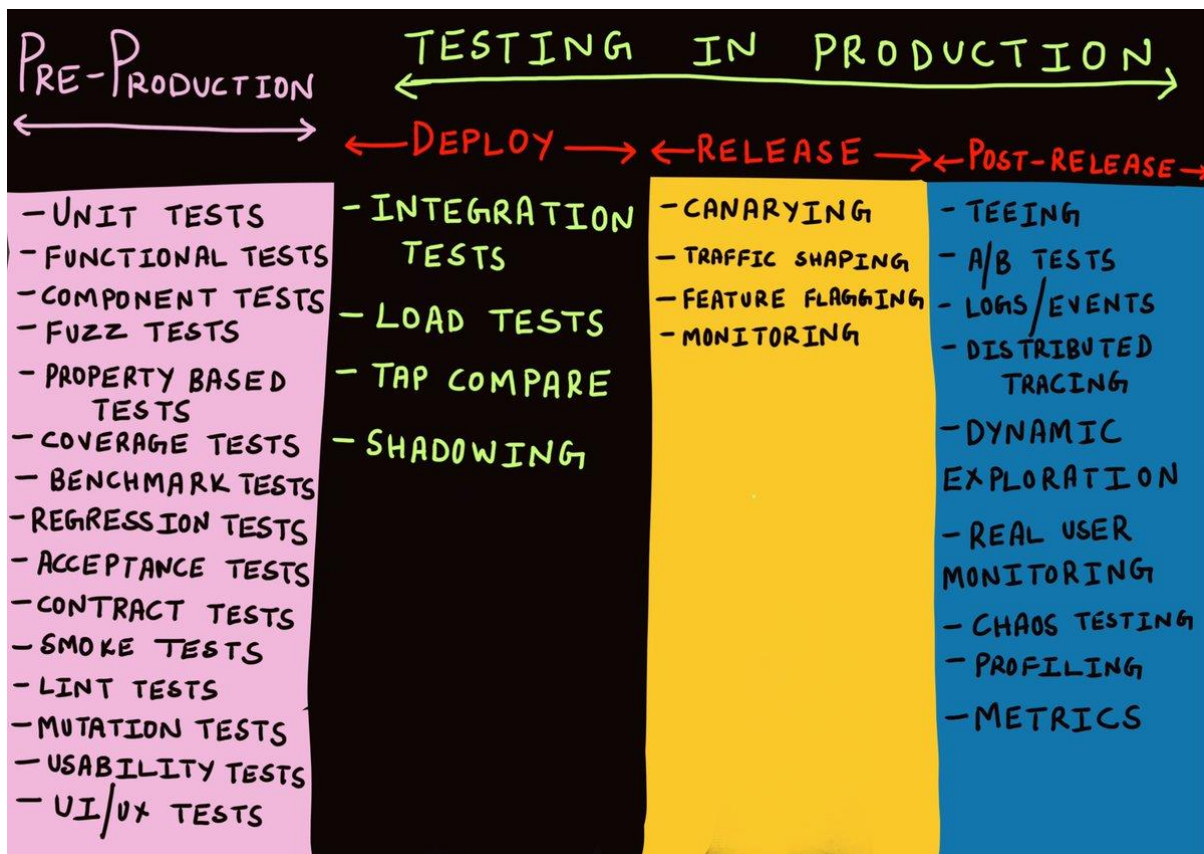 PRE-PRODUCTION
TESTING IN PRODUCTION
DEPLOY
RELEASE
POST-RELEASE
- UNIT TESTS
- FUNCTIONAL TESTS
- COMPONENT TESTS
- FUZZ TESTS
- PROPERTY BASED
TESTS
- COVERAGE TESTS
- BENCHMARK TESTS
- REGRESSION TESTS
- ACCEPTANCE TESTS
- CONTRACT TESTS
- SMOKE TESTS
- LINT TESTS
- MUTATION TESTS
- USABILITY TESTS
- UI/UX TESTS
- INTEGRATION
TESTS
- LOAD TESTS
- TAP COMPARE
- SHADOWING
- CANARYING
- TRAFFIC SHAPING
- FEATURE FLAGGING
- MONITORING
- TEEING
- A/B TESTS
- LOGS/EVENTS
- DISTRIBUTED
TRACING
- DYNAMIC
EXPLORATION
- REAL USER
MONITORING
- CHAOS TESTING
- PROFILING
- METRICS